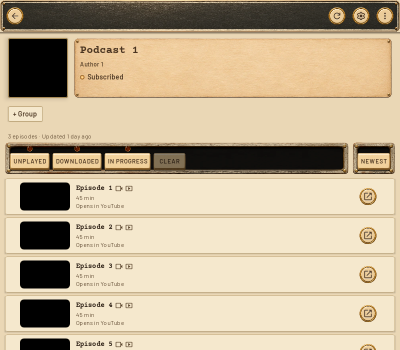 Podcast 1
Author 1
Subscribed
+ Group
3 episodes · Updated 1 day ago
UNPLAYED DOWNLOADED IN PROGRESS CLEAR NEWEST
Episode 1
45 min
Opens in YouTube
Episode 2
45 min
Opens in YouTube
Episode 3
45 min
Opens in YouTube
Episode 4
45 min
Opens in YouTube
Episode 5